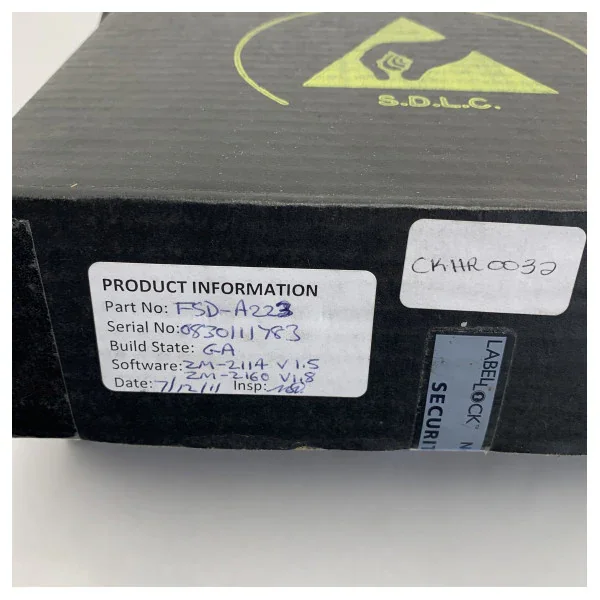 S.D.L.C.
CKHR0032
PRODUCT INFORMATION
Part No: FSD-A223
Serial No: 0830111783
Build State: GA
Software: ZM-2114 V1.5
ZM-2160 V1.8
Date: 7/12/11 Insp:
LABELLOCK™
SECURIT